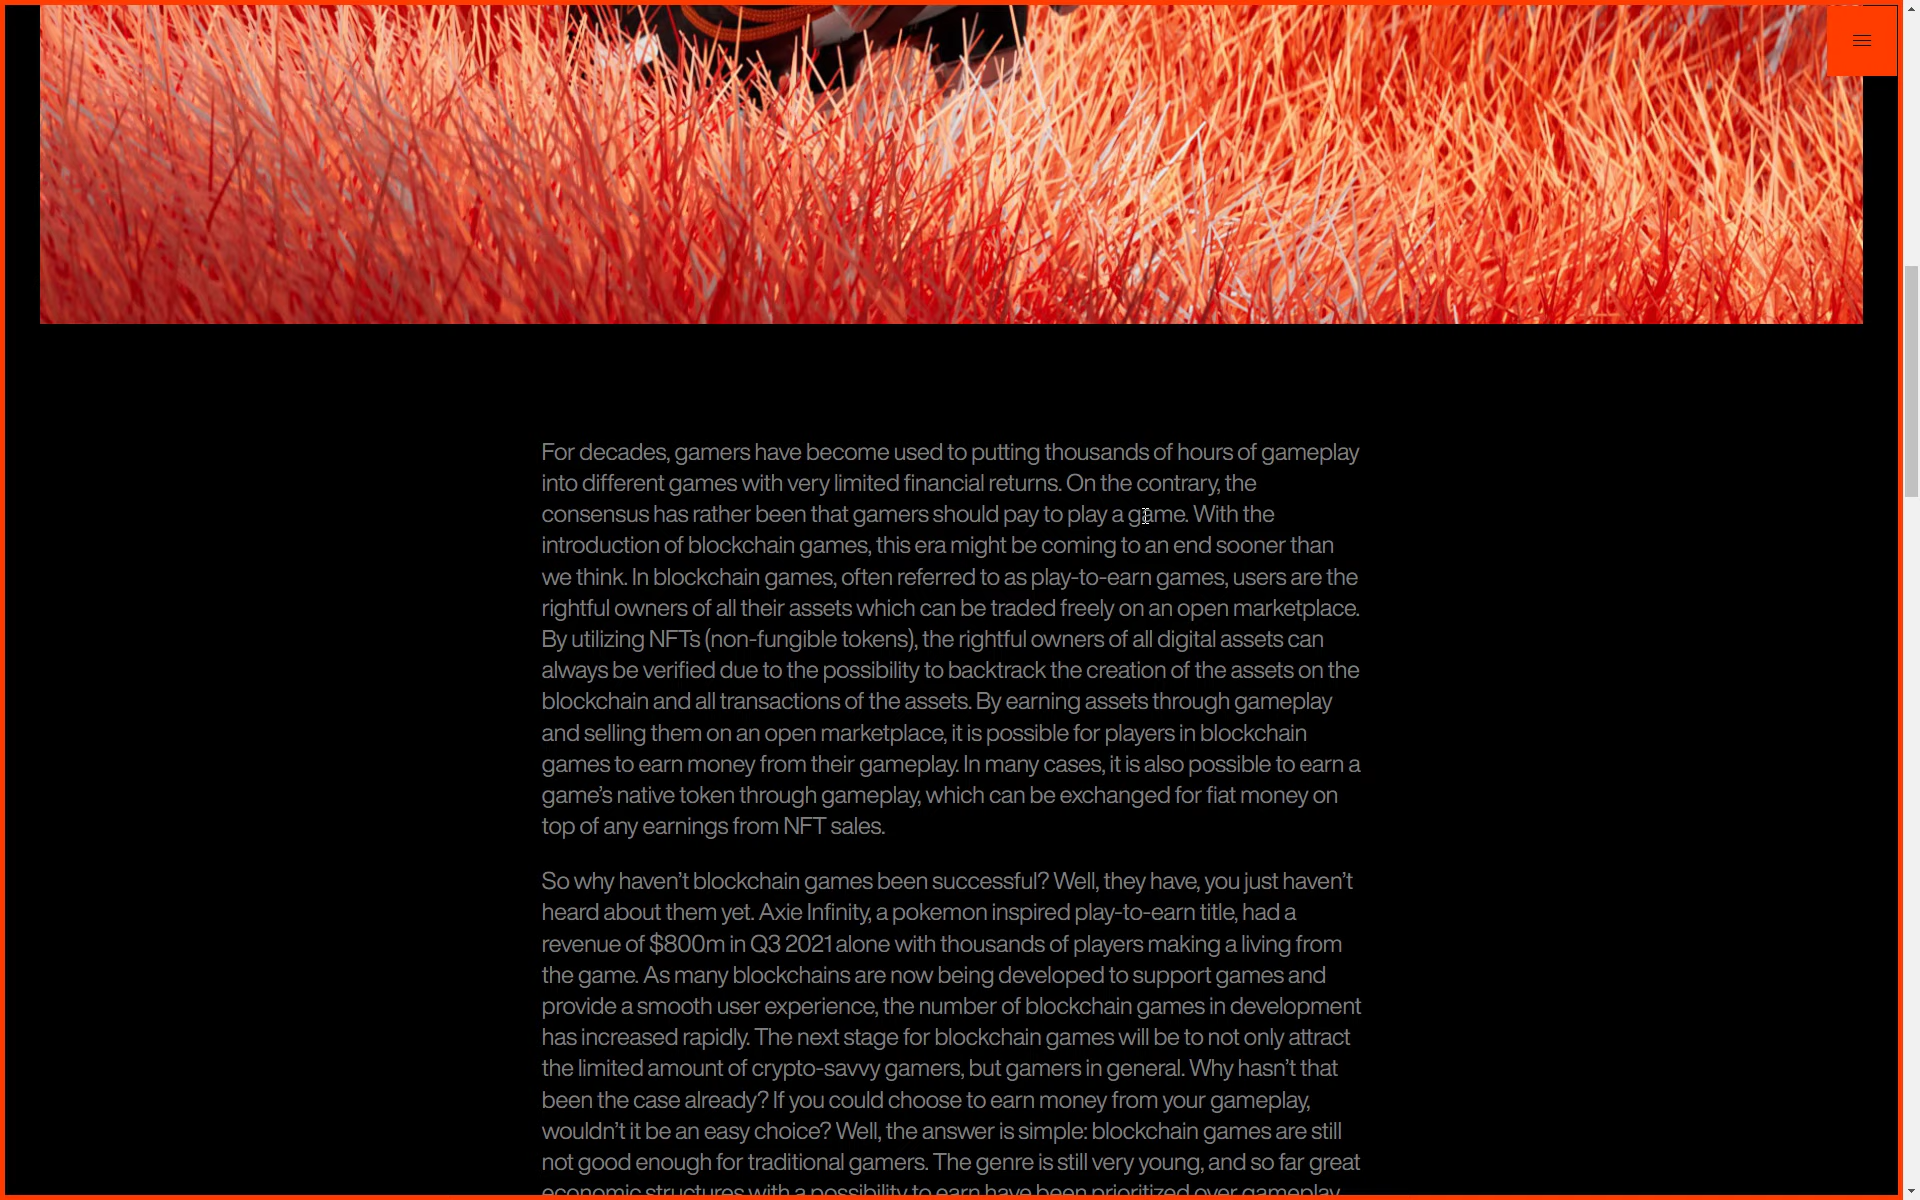 For decades, gamers have become used to putting thousands of hours of gameplay
into different games with very limited financial returns. On the contrary, the
consensus has rather been that gamers should pay to play a game. With the
introduction of blockchain games, this era might be coming to an end sooner than
we think. In blockchain games, often referred to as play-to-earn games, users are the
rightful owners of all their assets which can be traded freely on an open marketplace.
By utilizing NFTs (non-fungible tokens), the rightful owners of all digital assets can
always be verified due to the possibility to backtrack the creation of the assets on the
blockchain and all transactions of the assets. By earning assets through gameplay
and selling them on an open marketplace, it is possible for players in blockchain
games to earn money from their gameplay. In many cases, it is also possible to earn a
game’s native token through gameplay, which can be exchanged for fiat money on
top of any earnings from NFT sales.
So why haven’t blockchain games been successful? Well, they have, you just haven’t
heard about them yet. Axie Infinity, a pokemon inspired play-to-earn title, had a
revenue of $800m in Q3 2021 alone with thousands of players making a living from
the game. As many blockchains are now being developed to support games and
provide a smooth user experience, the number of blockchain games in development
has increased rapidly. The next stage for blockchain games will be to not only attract
the limited amount of crypto-savvy gamers, but gamers in general. Why hasn’t that
been the case already? If you could choose to earn money from your gameplay,
wouldn’t it be an easy choice? Well, the answer is simple: blockchain games are still
not good enough for traditional gamers. The genre is still very young, and so far great
economic structures with a possibility to earn have been prioritized over gameplay